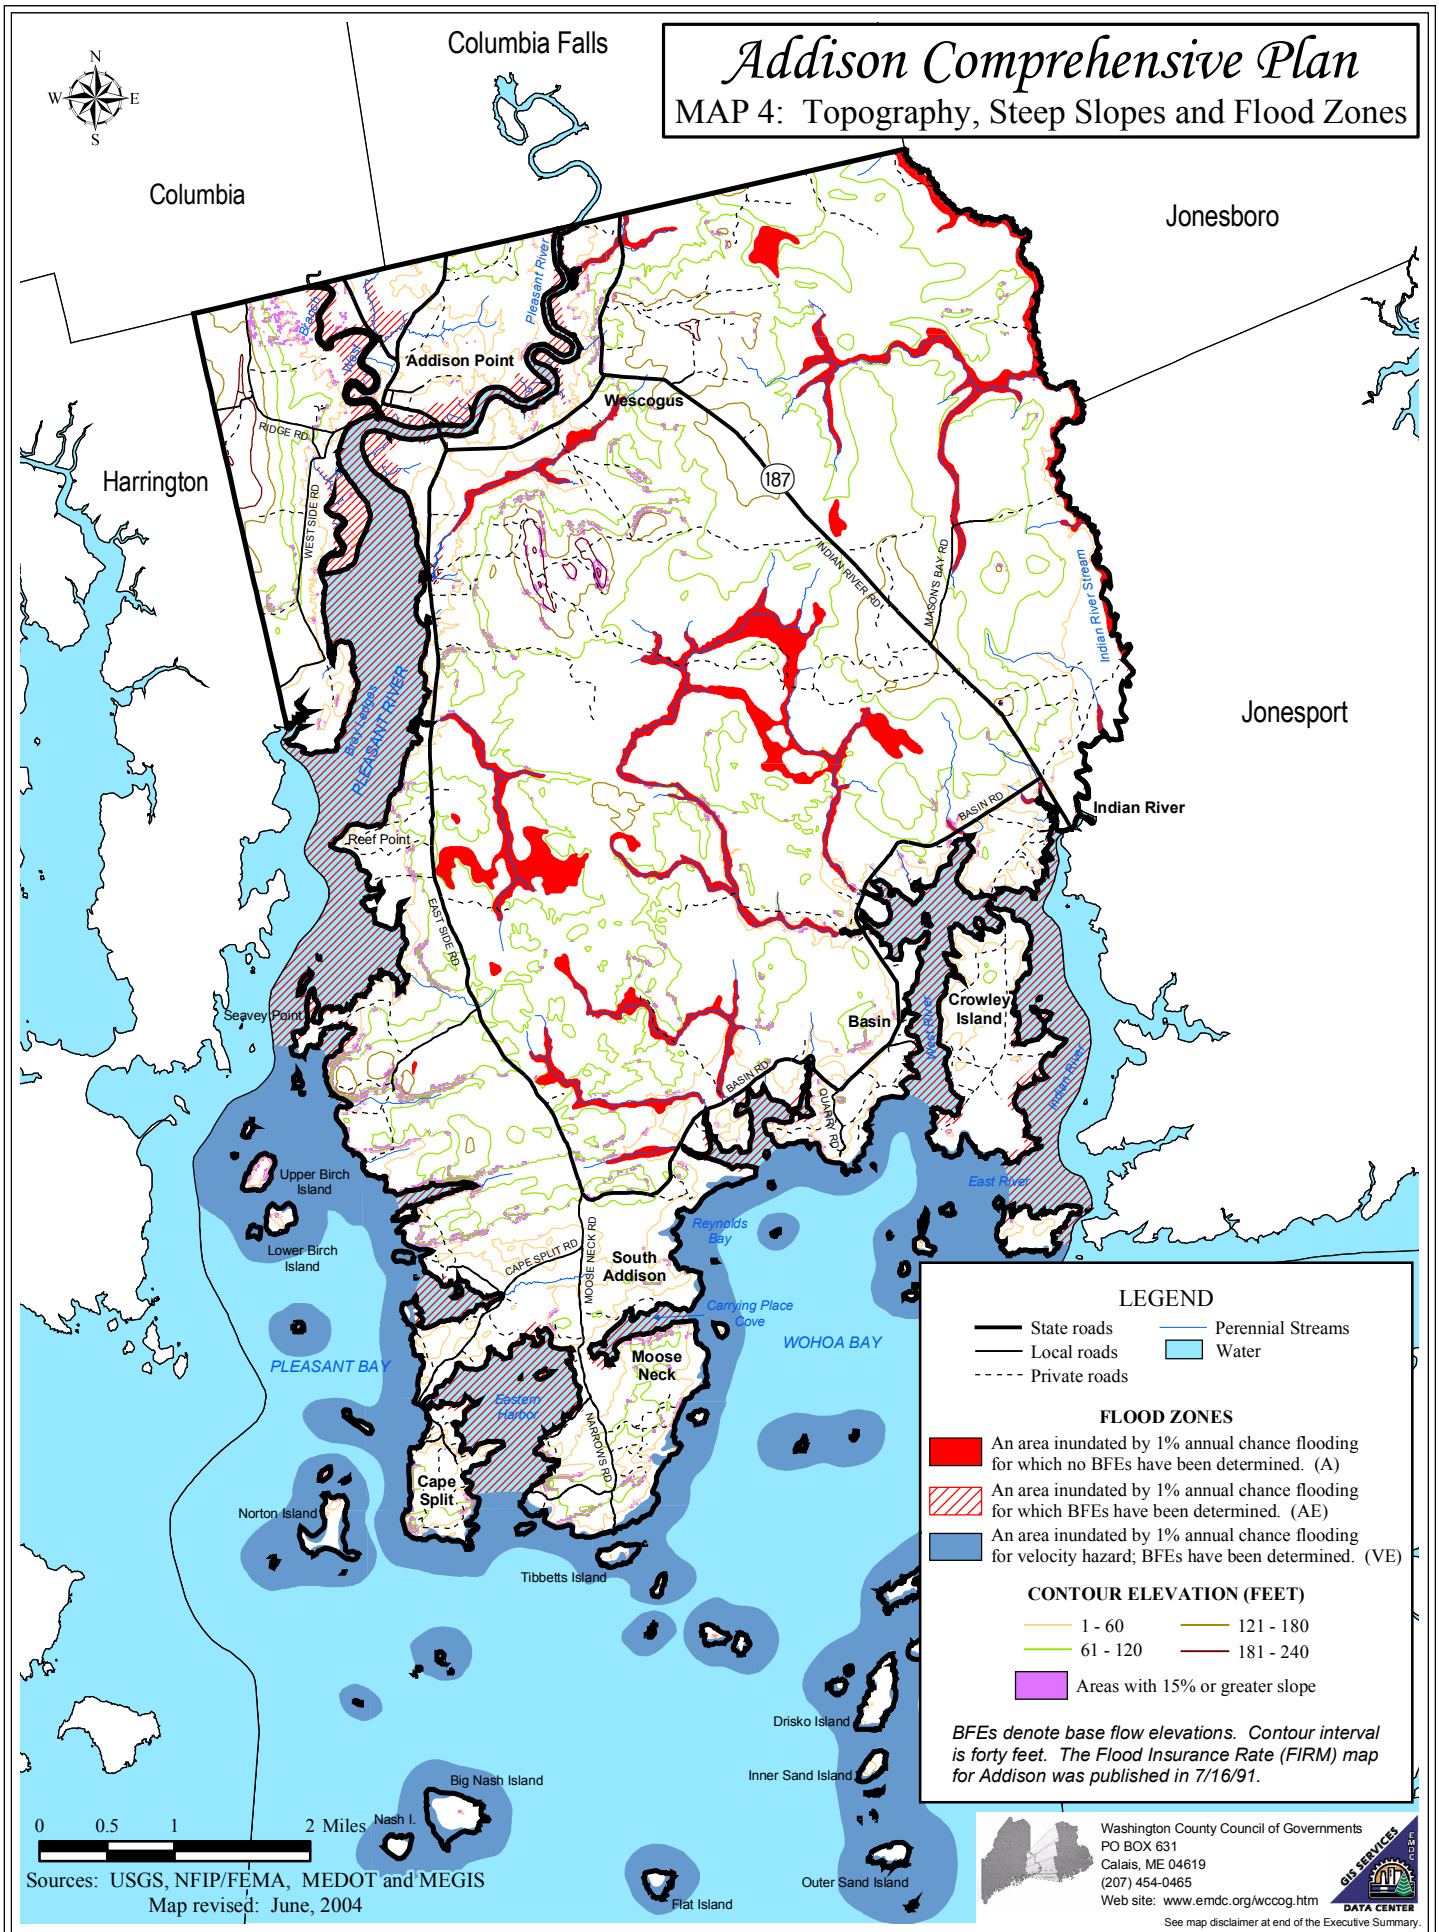 Addison Comprehensive Plan
MAP 4: Topography, Steep Slopes and Flood Zones
N
W
E
S
Columbia Falls
Columbia
Jonesboro
Harrington
Jonesport
Pleasant River
West
Branch
Addison Point
Wescogus
RIDGE RD
WEST SIDE RD
187
INDIAN RIVER RD
MASON'S BAY RD
Indian River Stream
Bray Ledges
PLEASANT RIVER
Reef Point
EAST SIDE RD
BASIN RD
Indian River
Seavey Point
Basin
West River
Crowley
Island
Indian River
BASIN RD
QUARRY RD
East River
Upper Birch
Island
Lower Birch
Island
Reynolds
Bay
MOOSE NECK RD
CAPE SPLIT RD
South
Addison
Carrying Place
Cove
WOHOA BAY
PLEASANT BAY
Moose
Neck
Eastern
Harbor
NARROWS RD
Cape
Split
Norton Island
Tibbetts Island
Drisko Island
Inner Sand Island
Big Nash Island
Nash I.
Flat Island
Outer Sand Island
LEGEND
State roads
Perennial Streams
Local roads
Water
Private roads
FLOOD ZONES
An area inundated by 1% annual chance flooding
for which no BFEs have been determined. (A)
An area inundated by 1% annual chance flooding
for which BFEs have been determined. (AE)
An area inundated by 1% annual chance flooding
for velocity hazard; BFEs have been determined. (VE)
CONTOUR ELEVATION (FEET)
1 - 60
121 - 180
61 - 120
181 - 240
Areas with 15% or greater slope
BFEs denote base flow elevations. Contour interval
is forty feet. The Flood Insurance Rate (FIRM) map
for Addison was published in 7/16/91.
0 0.5 1 2 Miles
Sources: USGS, NFIP/FEMA, MEDOT and MEGIS
Map revised: June, 2004
Washington County Council of Governments
PO BOX 631
Calais, ME 04619
(207) 454-0465
Web site: www.emdc.org/wccog.htm
GIS SERVICES
EMDC
DATA CENTER
See map disclaimer at end of the Executive Summary.